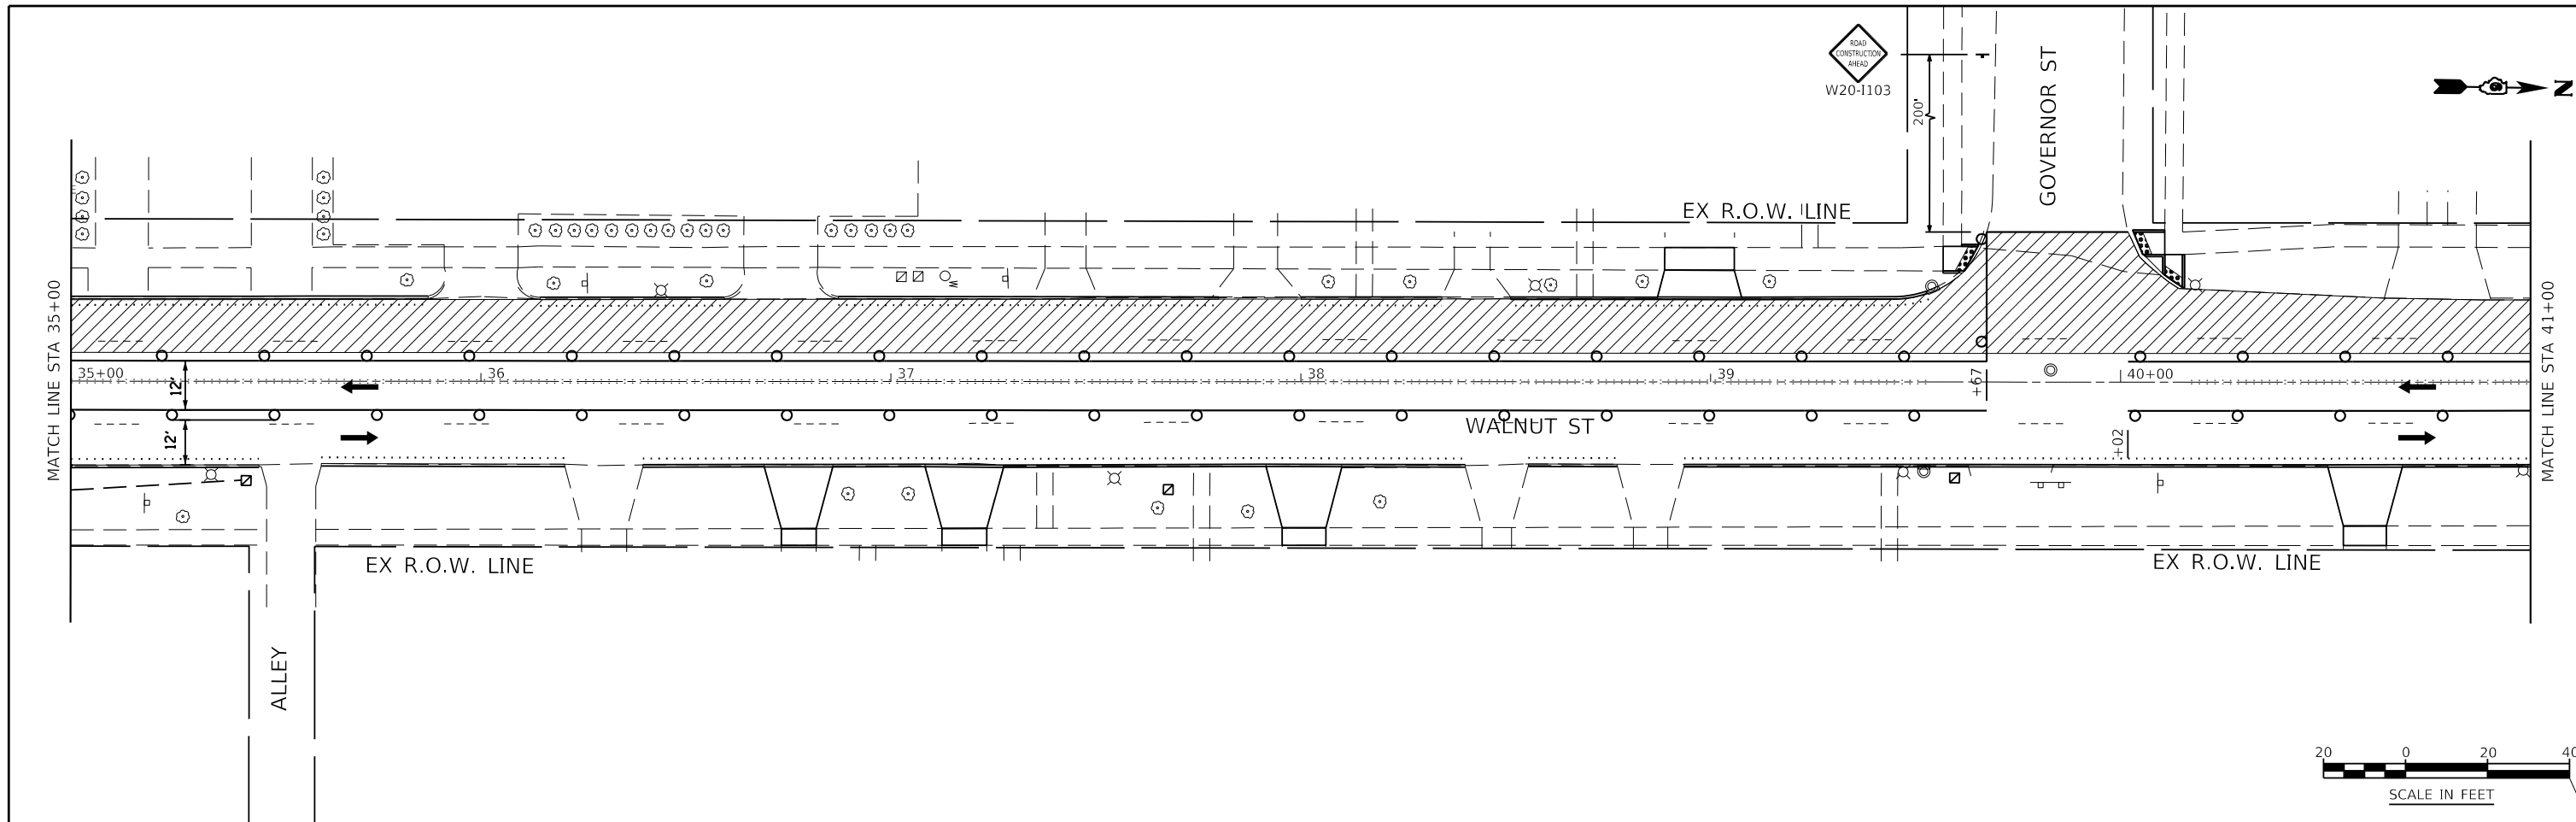 ROAD
CONSTRUCTION
AHEAD
W20-I103
200'
GOVERNOR ST
N
EX R.O.W. LINE
MATCH LINE STA 35+00
MATCH LINE STA 41+00
35+00
36
37
38
39
+67
40+00
12'
12'
WALNUT ST
+02
EX R.O.W. LINE
EX R.O.W. LINE
ALLEY
20 0 20 40
SCALE IN FEET